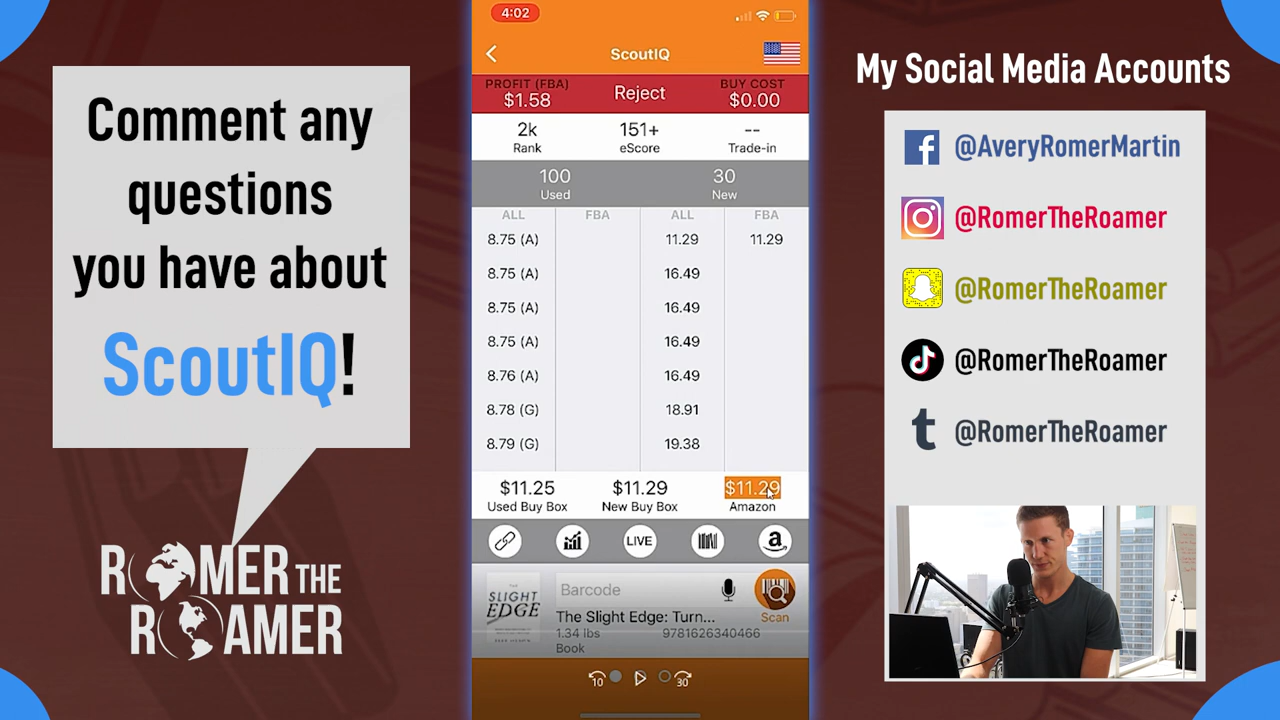 Comment any
questions
you have about
ScoutIQ!
ROMER THE
ROAMER
4:02
ScoutIQ
PROFIT (FBA)
$1.58
Reject
BUY COST
$0.00
2k
Rank
151+
eScore
--
Trade-in
100
Used
30
New
ALL FBA ALL FBA
8.75 (A) 11.29 11.29
8.75 (A) 16.49
8.75 (A) 16.49
8.75 (A) 16.49
8.76 (A) 16.49
8.78 (G) 18.91
8.79 (G) 19.38
$11.25
Used Buy Box
$11.29
New Buy Box
$11.29
Amazon
LIVE
a
SLIGHT
EDGE
Barcode
Scan
The Slight Edge: Turn...
1.34 lbs 9781626340466
Book
10
30
My Social Media Accounts
f @AveryRomerMartin
@RomerTheRoamer
@RomerTheRoamer
@RomerTheRoamer
t @RomerTheRoamer